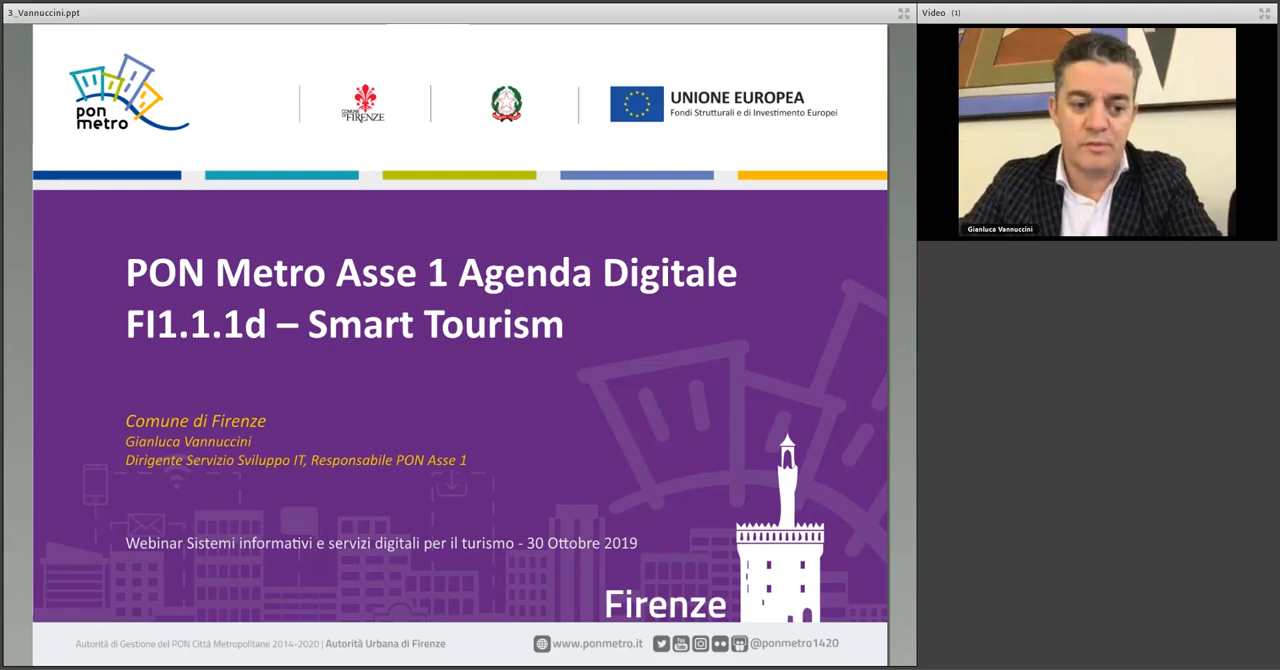 3_Vannuccini.ppt
Video (1)
pon
metro
COMUNE
DI FIRENZE
UNIONE EUROPEA
Fondi Strutturali e di Investimento Europei
PON Metro Asse 1 Agenda Digitale
FI1.1.1d – Smart Tourism
Comune di Firenze
Gianluca Vannuccini
Dirigente Servizio Sviluppo IT, Responsabile PON Asse 1
Webinar Sistemi informativi e servizi digitali per il turismo - 30 Ottobre 2019
Firenze
Autorità di Gestione del PON Città Metropolitane 2014-2020 | Autorità Urbana di Firenze
www.ponmetro.it
You
Tube
@ponmetro1420
Gianluca Vannuccini